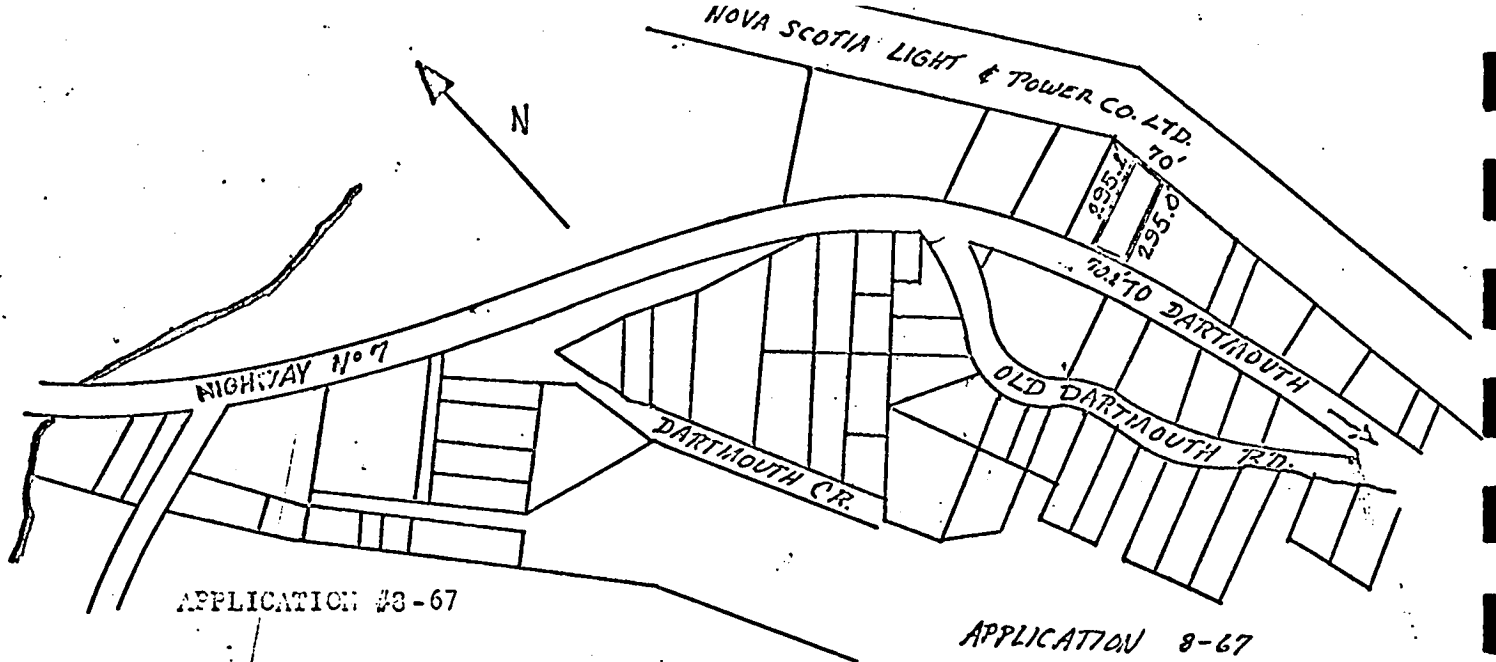 NOVA SCOTIA LIGHT & POWER CO. LTD.
N
70'
295.
295.0
TO DARTMOUTH
HIGHWAY Nº 7
OLD DARTMOUTH RD.
DARTMOUTH CR.
APPLICATION #8-67
APPLICATION 8-67